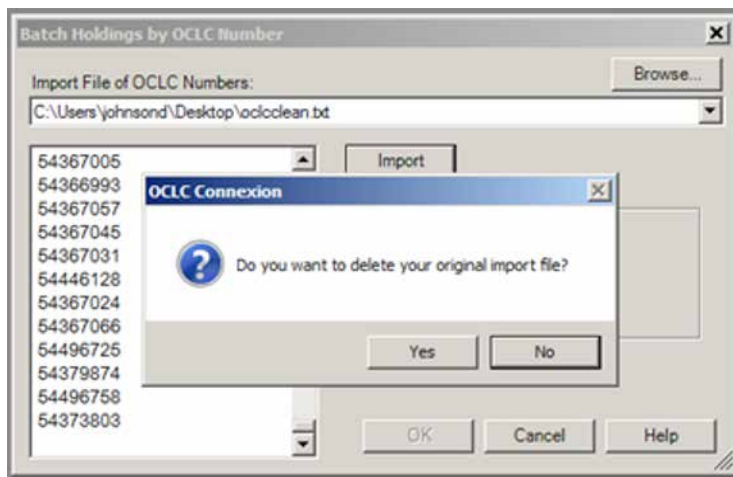 Batch Holdings by OCLC Number
Import File of OCLC Numbers:
Browse...
C:\Users\johnsond\Desktop\oclcclean.txt
Import
54367005
54366993
54367057
54367045
54367031
54446128
54367024
54367066
54496725
54379874
54496758
54373803
OCLC Connexion
Do you want to delete your original import file?
Yes
No
OK
Cancel
Help